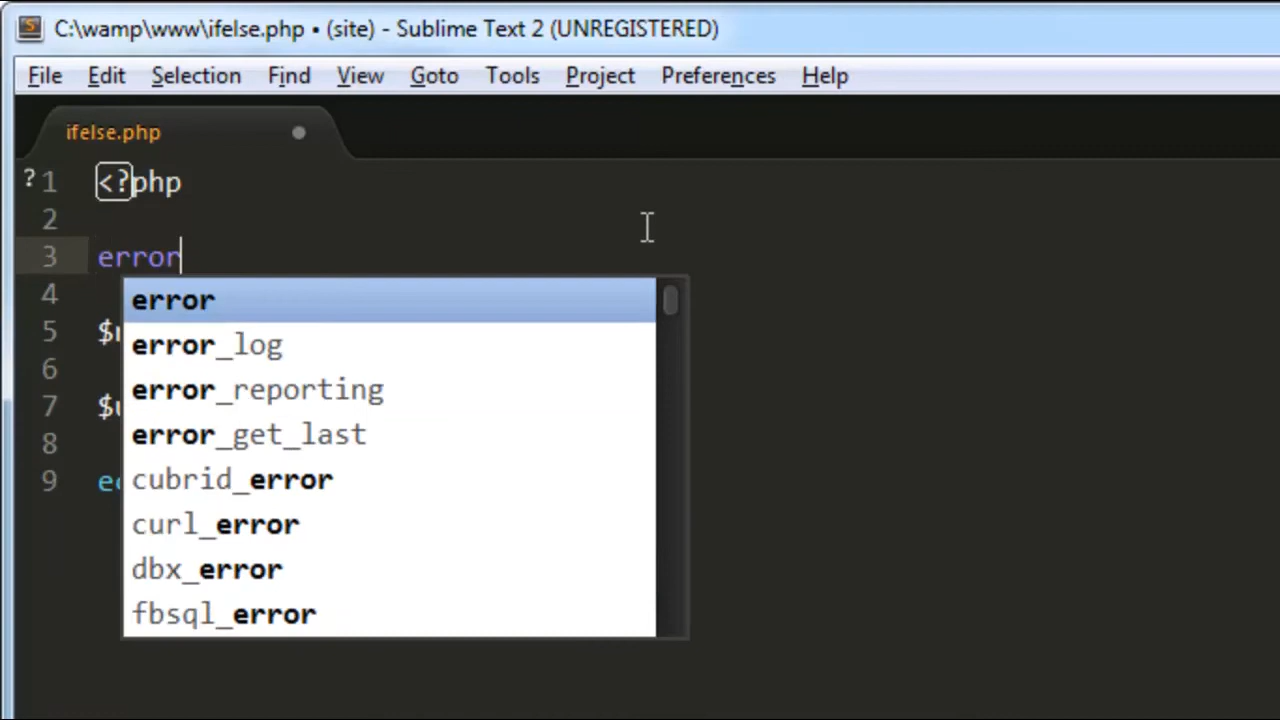 C:\wamp\www\ifelse.php • (site) - Sublime Text 2 (UNREGISTERED)
File Edit Selection Find View Goto Tools Project Preferences Help
ifelse.php
? 1 <?php
2
3 error
error
4
5
error_log
6
error_reporting
7
error_get_last
8
9
cubrid_error
curl_error
dbx_error
fbsql_error